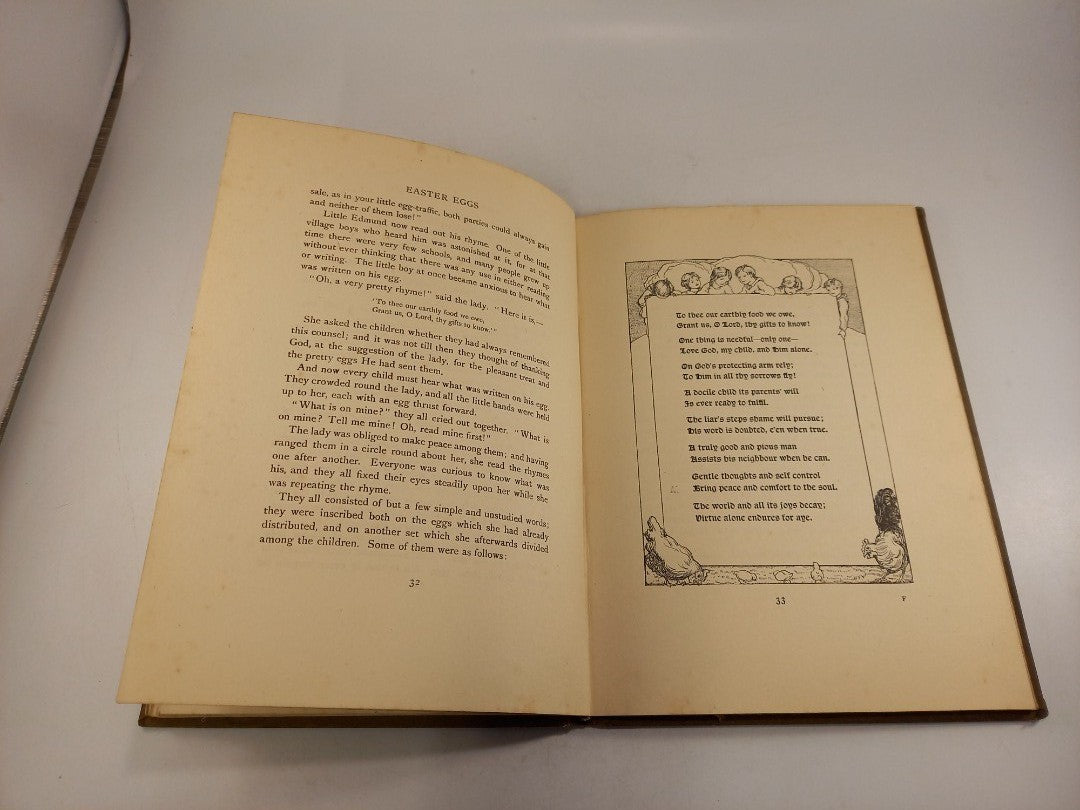 EASTER EGGS
sale, as in your little egg-traffic, both parties could always gain
and neither of them lose!"
Little Edmund now read out his rhyme. One of the little
village boys who heard him was astonished at it, for at that
time there were very few schools, and many people grew up
without ever thinking that there was any use in either reading
or writing. The little boy at once became anxious to hear what
was written on his egg.
"Oh, a very pretty rhyme!" said the lady. "Here it is,—
'To thee our earthly food we owe,
Grant us, O Lord, thy gifts to know.'"
She asked the children whether they had always remembered
this counsel; and it was not till then they thought of thanking
God, at the suggestion of the lady, for the pleasant treat and
the pretty eggs He had sent them.
And now every child must hear what was written on his egg.
They crowded round the lady, and all the little hands were held
up to her, each with an egg thrust forward.
"What is on mine?" they all cried out together. "What is
on mine? Tell me mine! Oh, read mine first!"
The lady was obliged to make peace among them; and having
ranged them in a circle round about her, she read the rhymes
one after another. Everyone was curious to know what was
his, and they all fixed their eyes steadily upon her while she
was repeating the rhyme.
They all consisted of but a few simple and unstudied words;
they were inscribed both on the eggs which she had already
distributed, and on another set which she afterwards divided
among the children. Some of them were as follows:
32
To thee our earthly food we owe,
Grant us, O Lord, thy gifts to know!
One thing is needful—only one—
Love God, my child, and Him alone.
On God's protecting arm rely;
To Him in all thy sorrows fly!
A docile child its parents' will
Is ever ready to fulfil.
The liar's steps shame will pursue;
His word is doubted, e'en when true.
A truly good and pious man
Assists his neighbour when he can.
Gentle thoughts and self control
Bring peace and comfort to the soul.
The world and all its joys decay;
Virtue alone endures for aye.
33
F